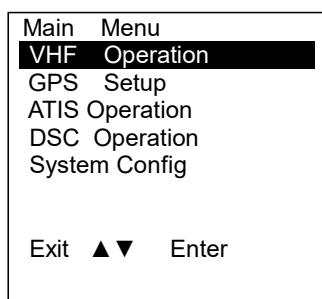 Main Menu
VHF Operation
GPS Setup
ATIS Operation
DSC Operation
System Config
Exit ▲▼ Enter